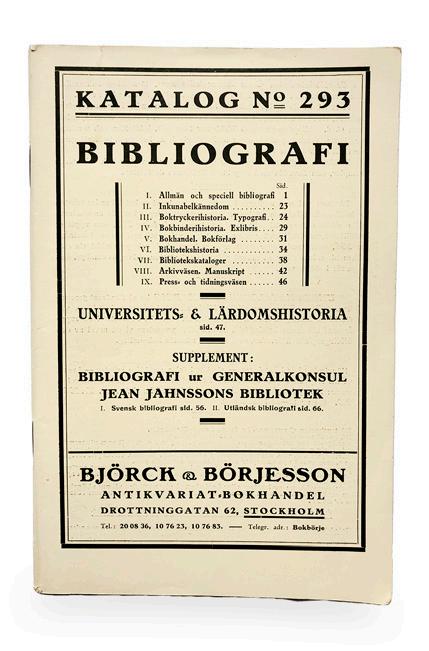 KATALOG Nº 293
BIBLIOGRAFI
Sid.
I. Allmän och speciell bibliografi 1
II. Inkunabelkännedom .......... 23
III. Boktryckerihistoria. Typografi.. 24
IV. Bokbinderihistoria. Exlibris.... 29
V. Bokhandel. Bokförlag ........ 31
VI. Bibliotekshistoria ............ 34
VII. Bibliotekskataloger .......... 38
VIII. Arkivväsen. Manuskript ...... 42
IX. Press- och tidningsväsen ...... 46
UNIVERSITETS- & LÄRDOMSHISTORIA
sid. 47.
SUPPLEMENT:
BIBLIOGRAFI ur GENERALKONSUL
JEAN JAHNSSONS BIBLIOTEK
I. Svensk bibliografi sid. 56. II. Utländsk bibliografi sid. 66.
BJÖRCK & BÖRJESSON
ANTIKVARIAT-BOKHANDEL
DROTTNINGGATAN 62, STOCKHOLM
Tel.: 20 08 36, 10 76 23, 10 76 83. — Telegr. adr.: Bokbörje